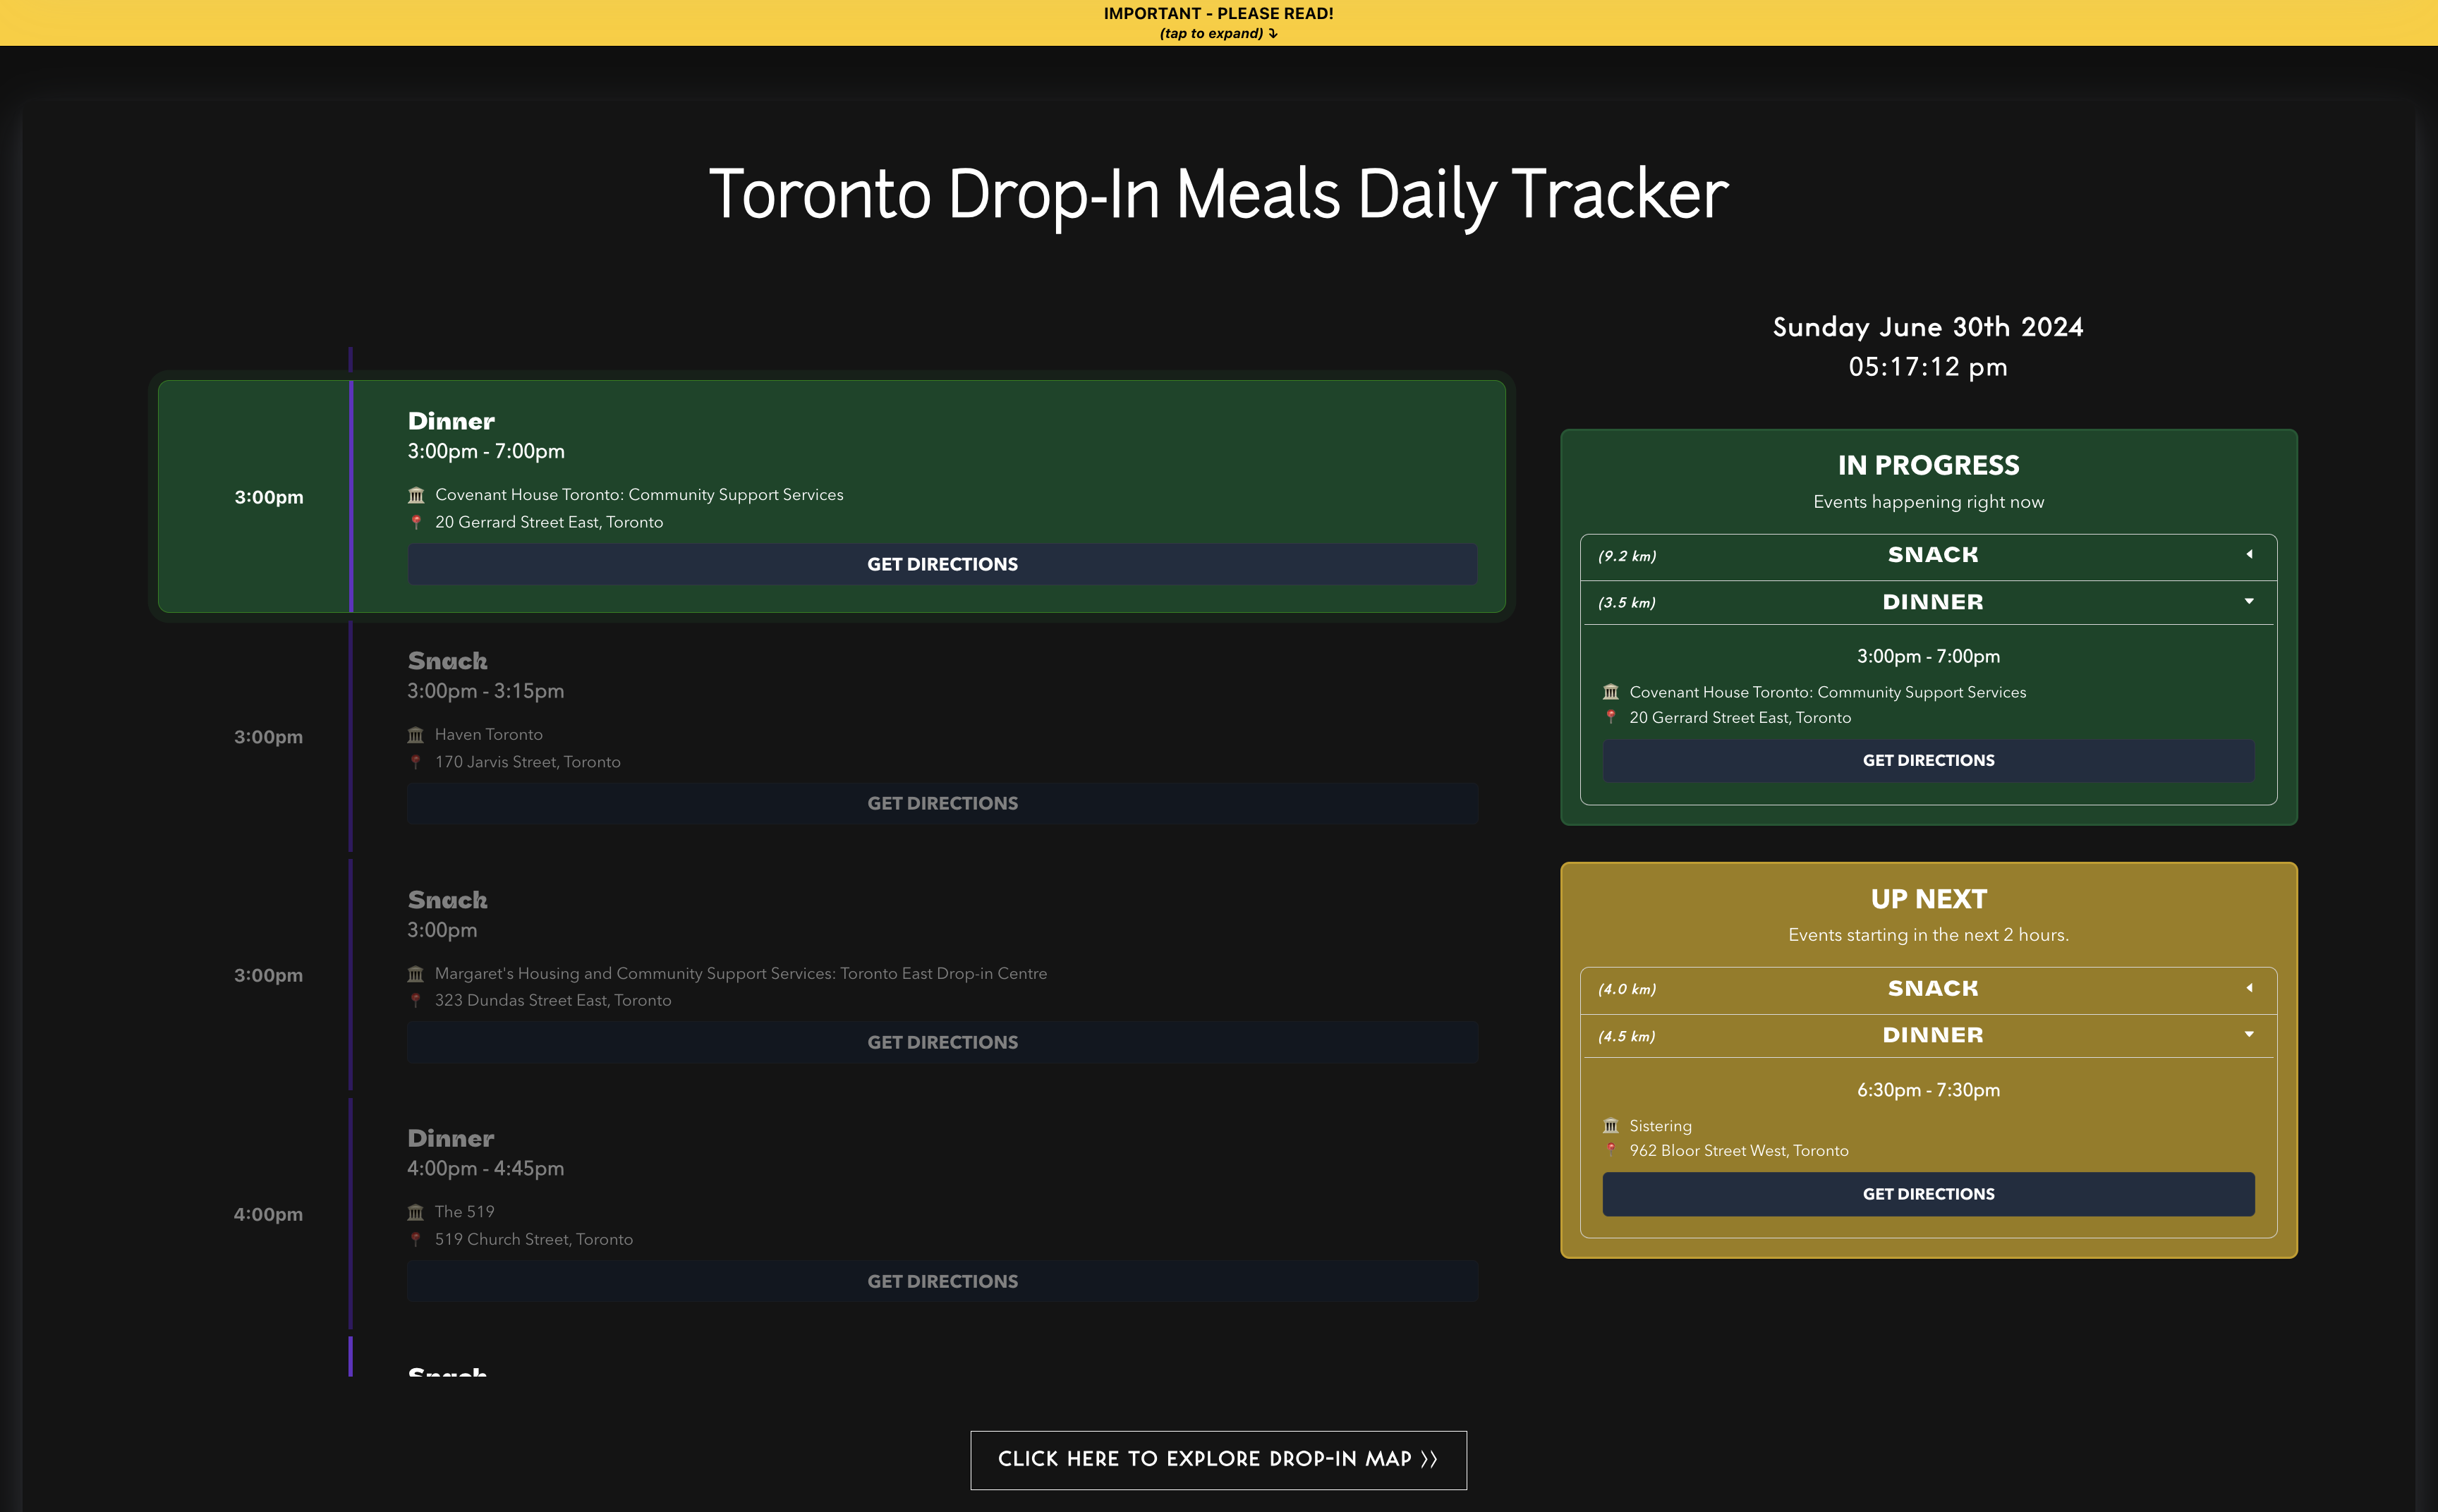 IMPORTANT - PLEASE READ!
(tap to expand) ⤵
Toronto Drop-In Meals Daily Tracker
3:00pm
Dinner
3:00pm - 7:00pm
Covenant House Toronto: Community Support Services
20 Gerrard Street East, Toronto
GET DIRECTIONS
3:00pm
Snack
3:00pm - 3:15pm
Haven Toronto
170 Jarvis Street, Toronto
GET DIRECTIONS
3:00pm
Snack
3:00pm
Margaret's Housing and Community Support Services: Toronto East Drop-in Centre
323 Dundas Street East, Toronto
GET DIRECTIONS
4:00pm
Dinner
4:00pm - 4:45pm
The 519
519 Church Street, Toronto
GET DIRECTIONS
Snack
Sunday June 30th 2024
05:17:12 pm
IN PROGRESS
Events happening right now
(9.2 km) SNACK
(3.5 km) DINNER
3:00pm - 7:00pm
Covenant House Toronto: Community Support Services
20 Gerrard Street East, Toronto
GET DIRECTIONS
UP NEXT
Events starting in the next 2 hours.
(4.0 km) SNACK
(4.5 km) DINNER
6:30pm - 7:30pm
Sistering
962 Bloor Street West, Toronto
GET DIRECTIONS
CLICK HERE TO EXPLORE DROP-IN MAP >>